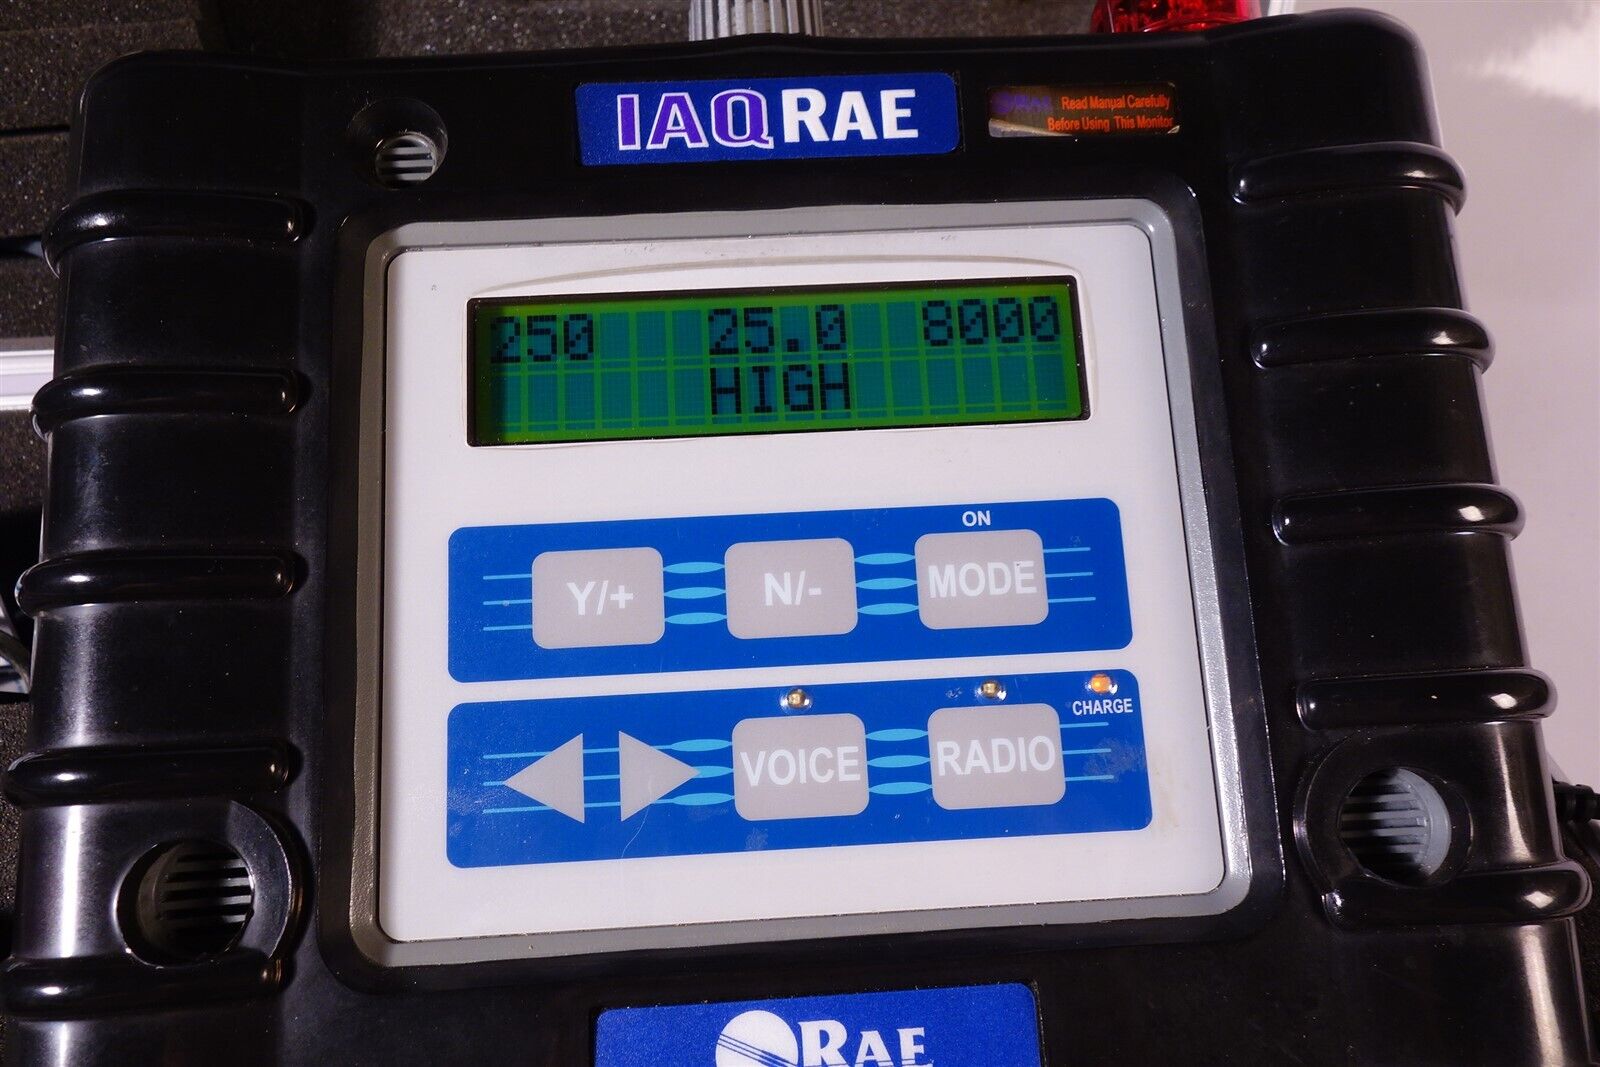 IAQRAE
Read Manual Carefully
Before Using This Monitor
250 25.0 8000
HIGH
ON
Y/+ N/- MODE
CHARGE
VOICE RADIO
RAE